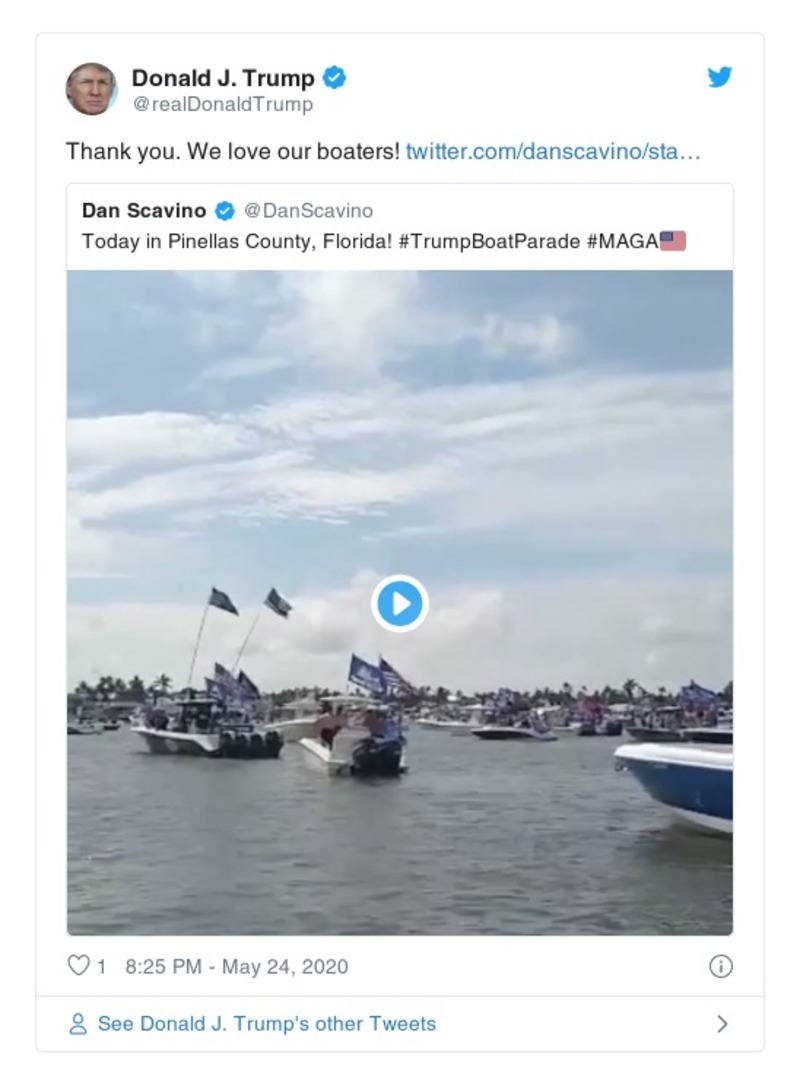 Donald J. Trump
@realDonaldTrump
Thank you. We love our boaters! twitter.com/danscavino/sta…
Dan Scavino @DanScavino
Today in Pinellas County, Florida! #TrumpBoatParade #MAGA🇺🇸
1 8:25 PM - May 24, 2020
See Donald J. Trump's other Tweets